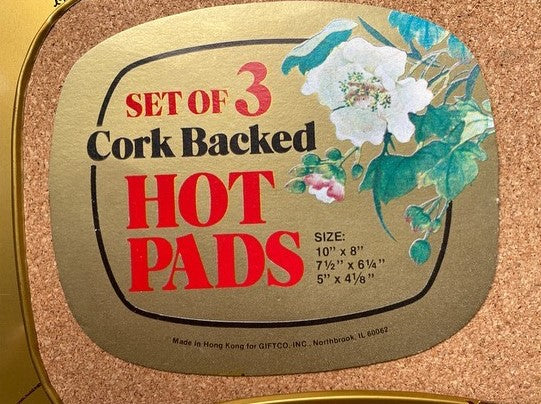 SET OF 3
Cork Backed
HOT
PADS
SIZE:
10" x 8"
7½" x 6¼"
5" x 4⅛"
Made in Hong Kong for GIFTCO, INC., Northbrook, IL 60062